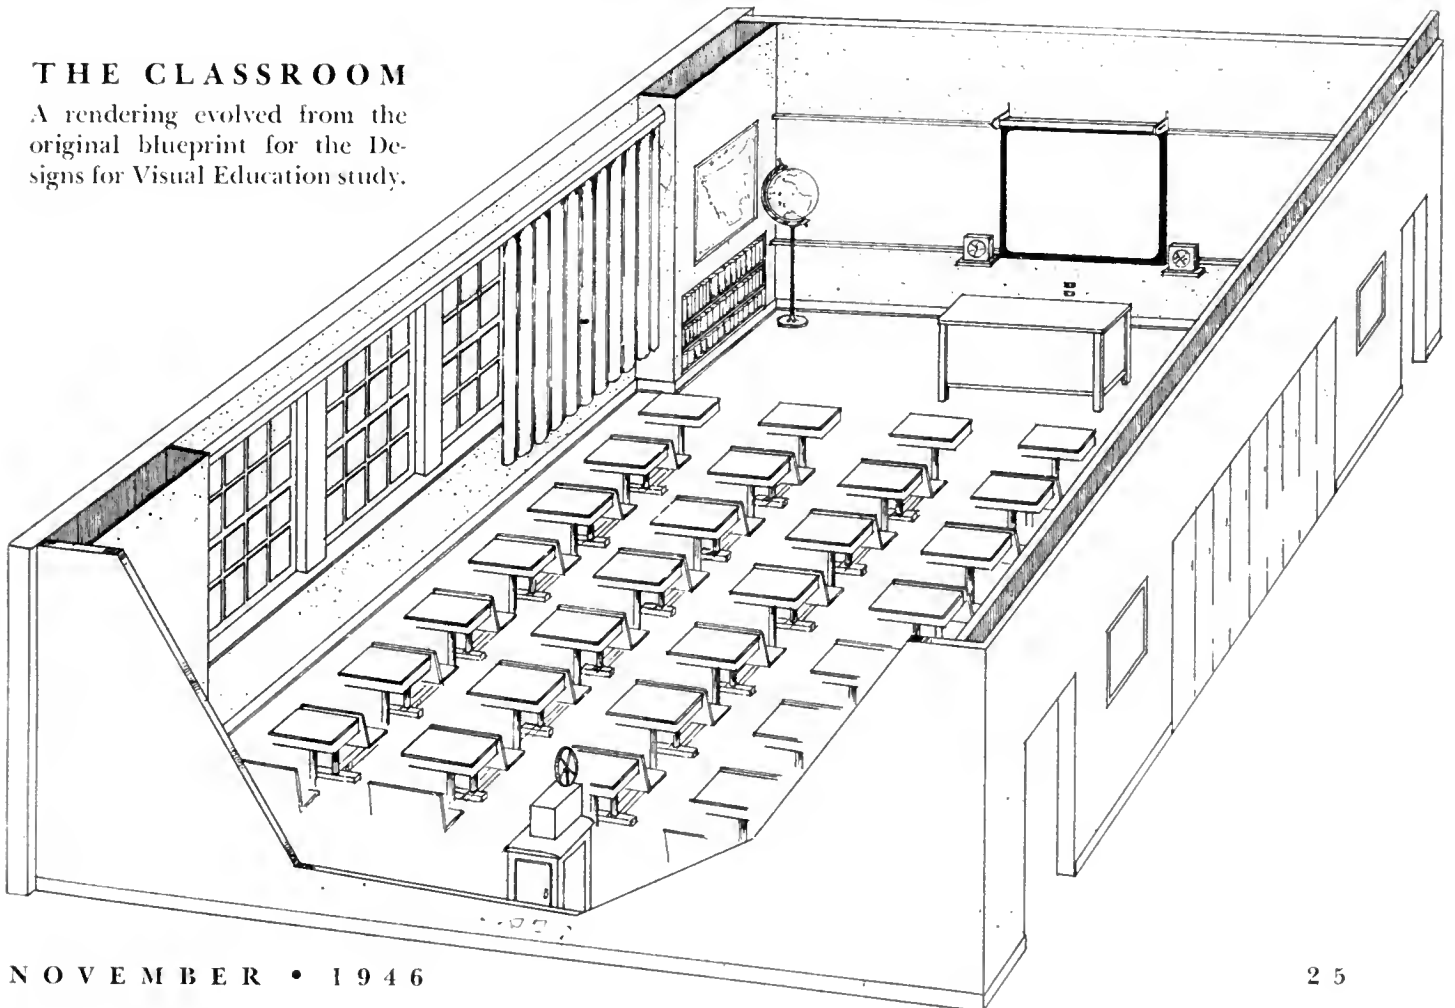 THE CLASSROOM
A rendering evolved from the
original blueprint for the De-
signs for Visual Education study.
NOVEMBER • 1946
25